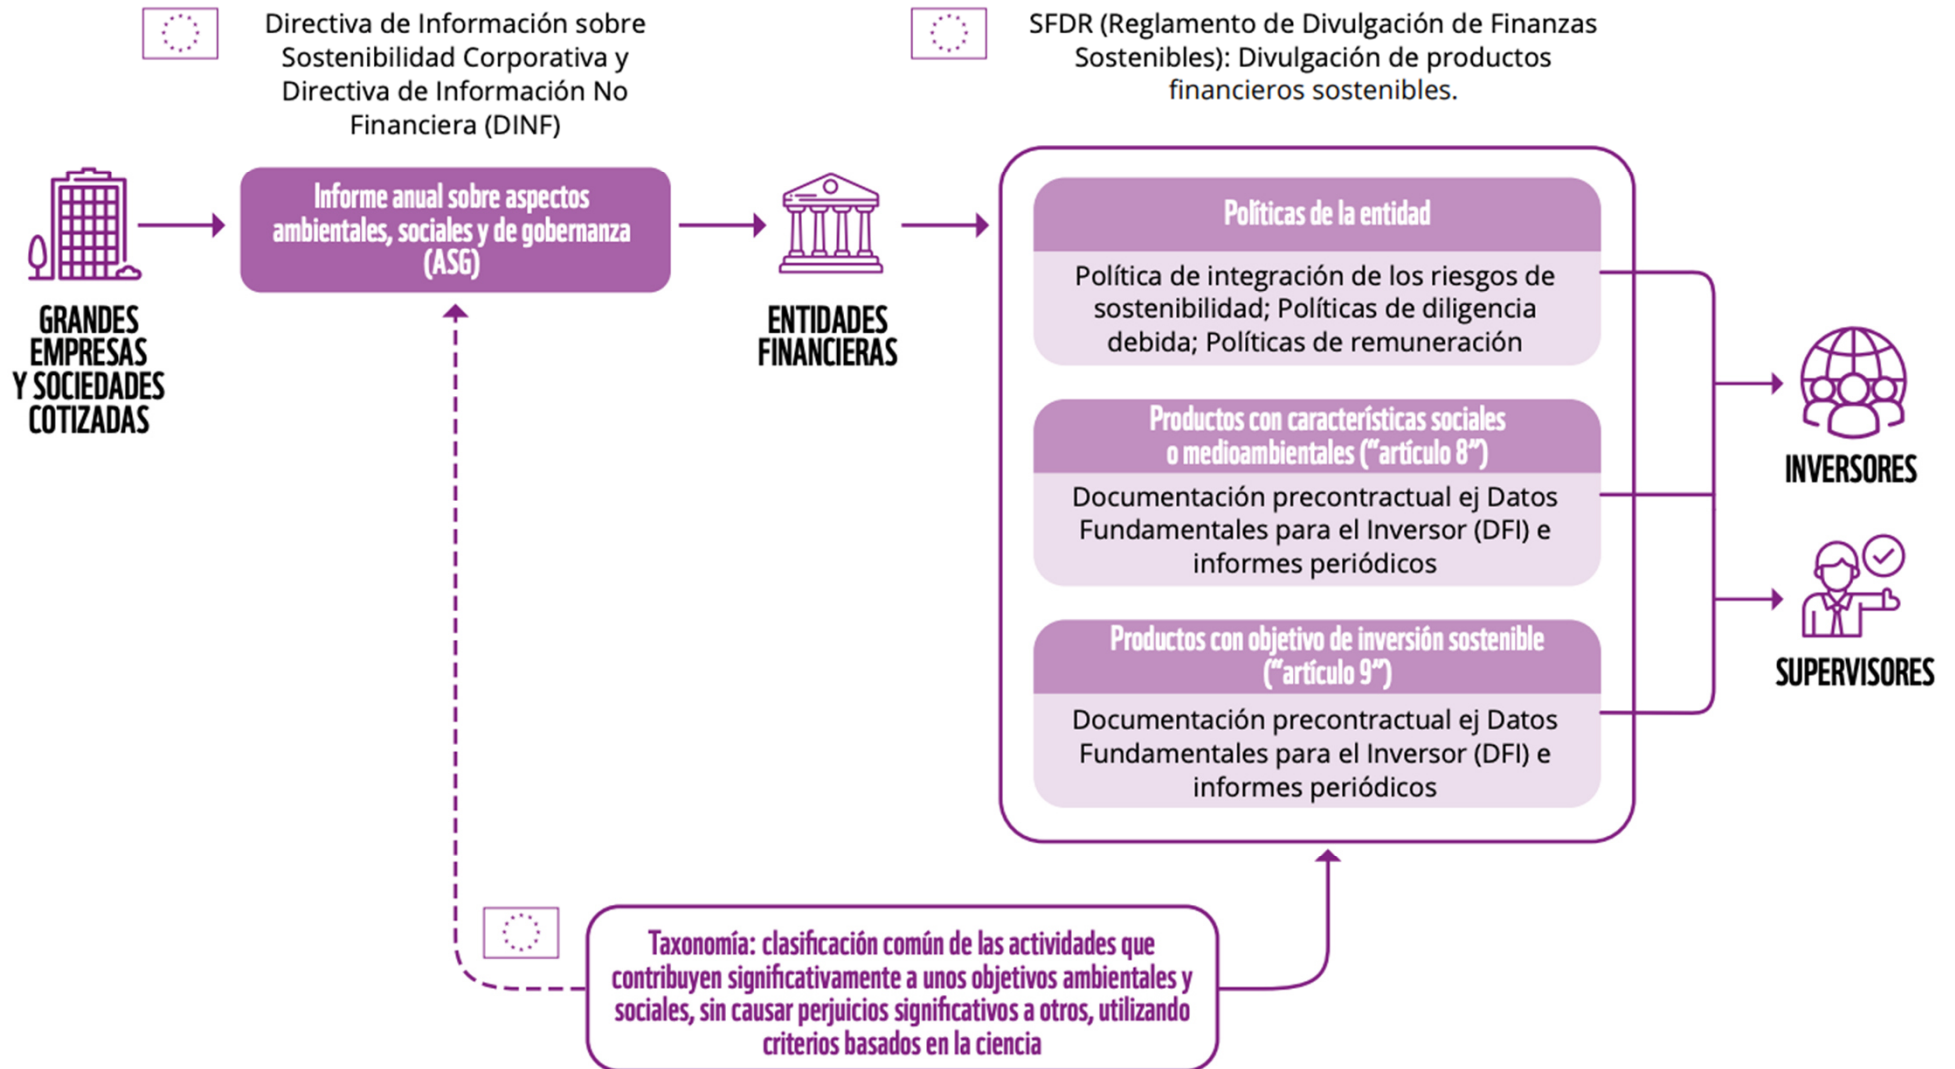 Directiva de Información sobre
Sostenibilidad Corporativa y
Directiva de Información No
Financiera (DINF)
SFDR (Reglamento de Divulgación de Finanzas
Sostenibles): Divulgación de productos
financieros sostenibles.
GRANDES
EMPRESAS
Y SOCIEDADES
COTIZADAS
Informe anual sobre aspectos
ambientales, sociales y de gobernanza
(ASG)
ENTIDADES
FINANCIERAS
Políticas de la entidad
Política de integración de los riesgos de
sostenibilidad; Políticas de diligencia
debida; Políticas de remuneración
Productos con características sociales
o medioambientales (“artículo 8”)
Documentación precontractual ej Datos
Fundamentales para el Inversor (DFI) e
informes periódicos
Productos con objetivo de inversión sostenible
(“artículo 9”)
Documentación precontractual ej Datos
Fundamentales para el Inversor (DFI) e
informes periódicos
INVERSORES
SUPERVISORES
Taxonomía: clasificación común de las actividades que
contribuyen significativamente a unos objetivos ambientales y
sociales, sin causar perjuicios significativos a otros, utilizando
criterios basados en la ciencia